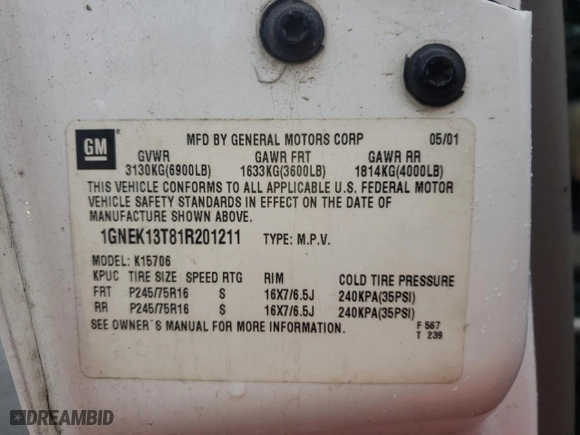 GM
MFD BY GENERAL MOTORS CORP 05/01
GVWR GAWR FRT GAWR RR
3130KG(6900LB) 1633KG(3600LB) 1814KG(4000LB)
THIS VEHICLE CONFORMS TO ALL APPLICABLE U.S. FEDERAL MOTOR
VEHICLE SAFETY STANDARDS IN EFFECT ON THE DATE OF
MANUFACTURE SHOWN ABOVE.
1GNEK13T81R201211 TYPE: M.P.V.
MODEL: K15706
KPUC TIRE SIZE SPEED RTG RIM COLD TIRE PRESSURE
FRT P245/75R16 S 16X7/6.5J 240KPA(35PSI)
RR P245/75R16 S 16X7/6.5J 240KPA(35PSI)
SEE OWNER´S MANUAL FOR MORE INFORMATION. F 567
T 239
DREAMBID